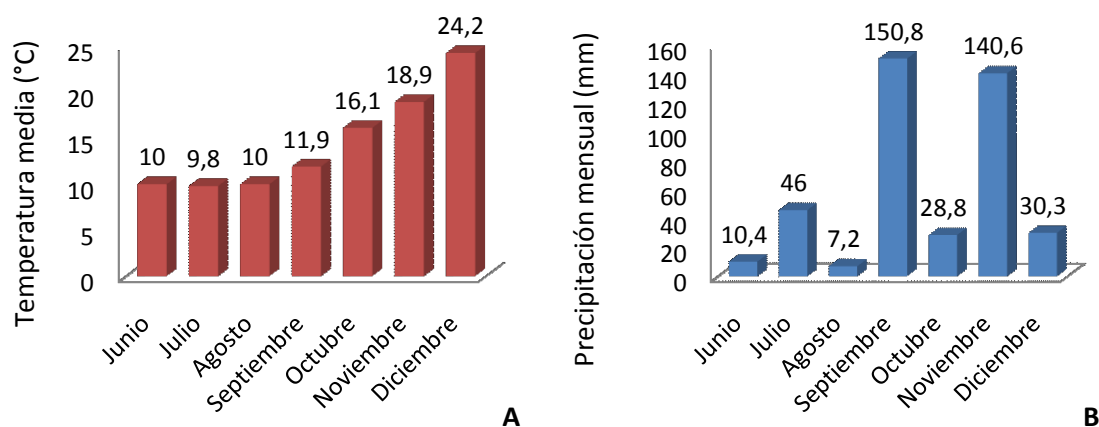 Temperatura media (°C)
25
20
15
10
5
0
10
9,8
10
11,9
16,1
18,9
24,2
Junio
Julio
Agosto
Septiembre
Octubre
Noviembre
Diciembre
A
Precipitación mensual (mm)
160
140
120
100
80
60
40
20
0
10,4
46
7,2
150,8
28,8
140,6
30,3
Junio
Julio
Agosto
Septiembre
Octubre
Noviembre
Diciembre
B